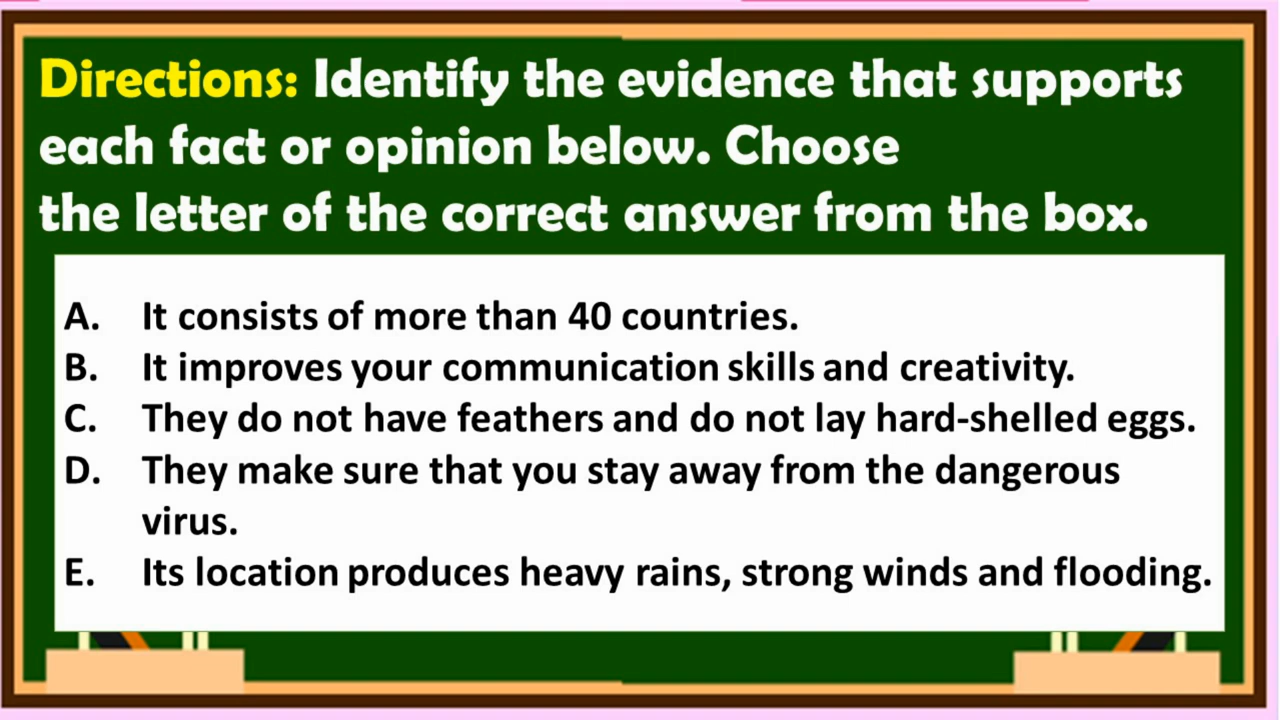 Directions: Identify the evidence that supports
each fact or opinion below. Choose
the letter of the correct answer from the box.
A. It consists of more than 40 countries.
B. It improves your communication skills and creativity.
C. They do not have feathers and do not lay hard-shelled eggs.
D. They make sure that you stay away from the dangerous
virus.
E. Its location produces heavy rains, strong winds and flooding.